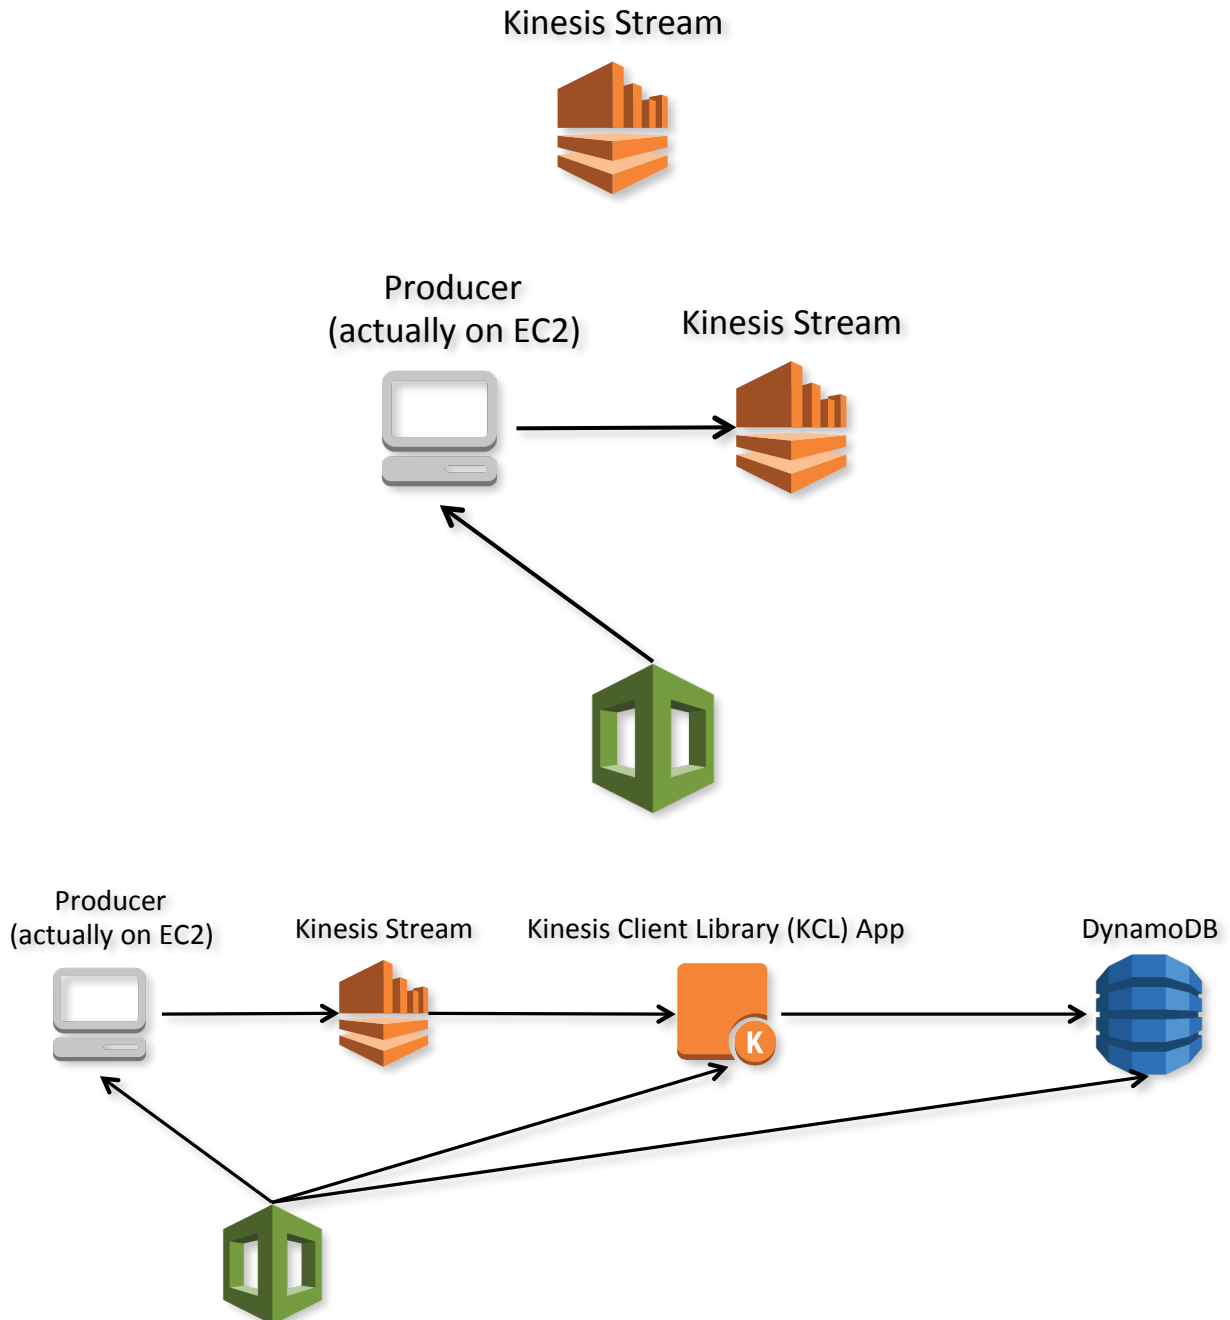 Kinesis Stream
Producer
(actually on EC2)
Kinesis Stream
Producer
(actually on EC2)
Kinesis Stream
Kinesis Client Library (KCL) App
DynamoDB
K